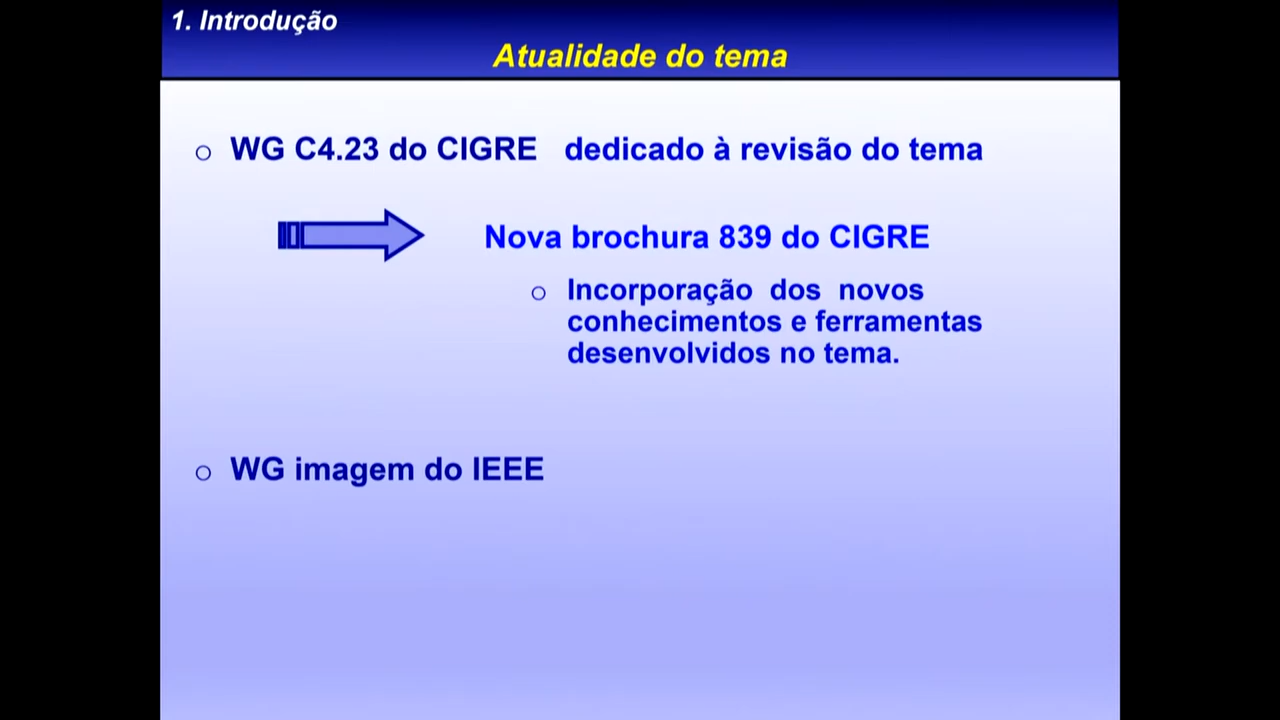 1. Introdução
Atualidade do tema
o WG C4.23 do CIGRE dedicado à revisão do tema
Nova brochura 839 do CIGRE
o Incorporação dos novos
conhecimentos e ferramentas
desenvolvidos no tema.
o WG imagem do IEEE